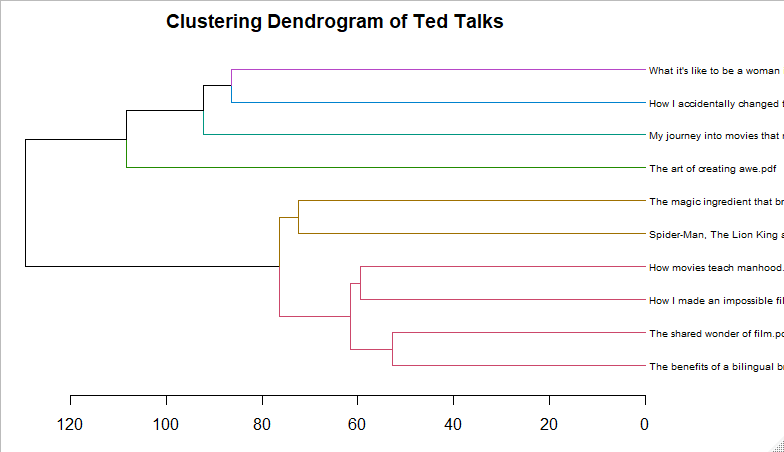 Clustering Dendrogram of Ted Talks
What it's like to be a woman
How I accidentally changed
My journey into movies that
The art of creating awe.pdf
The magic ingredient that br
Spider-Man, The Lion King a
How movies teach manhood.
How I made an impossible fil
The shared wonder of film.pd
The benefits of a bilingual br
120 100 80 60 40 20 0